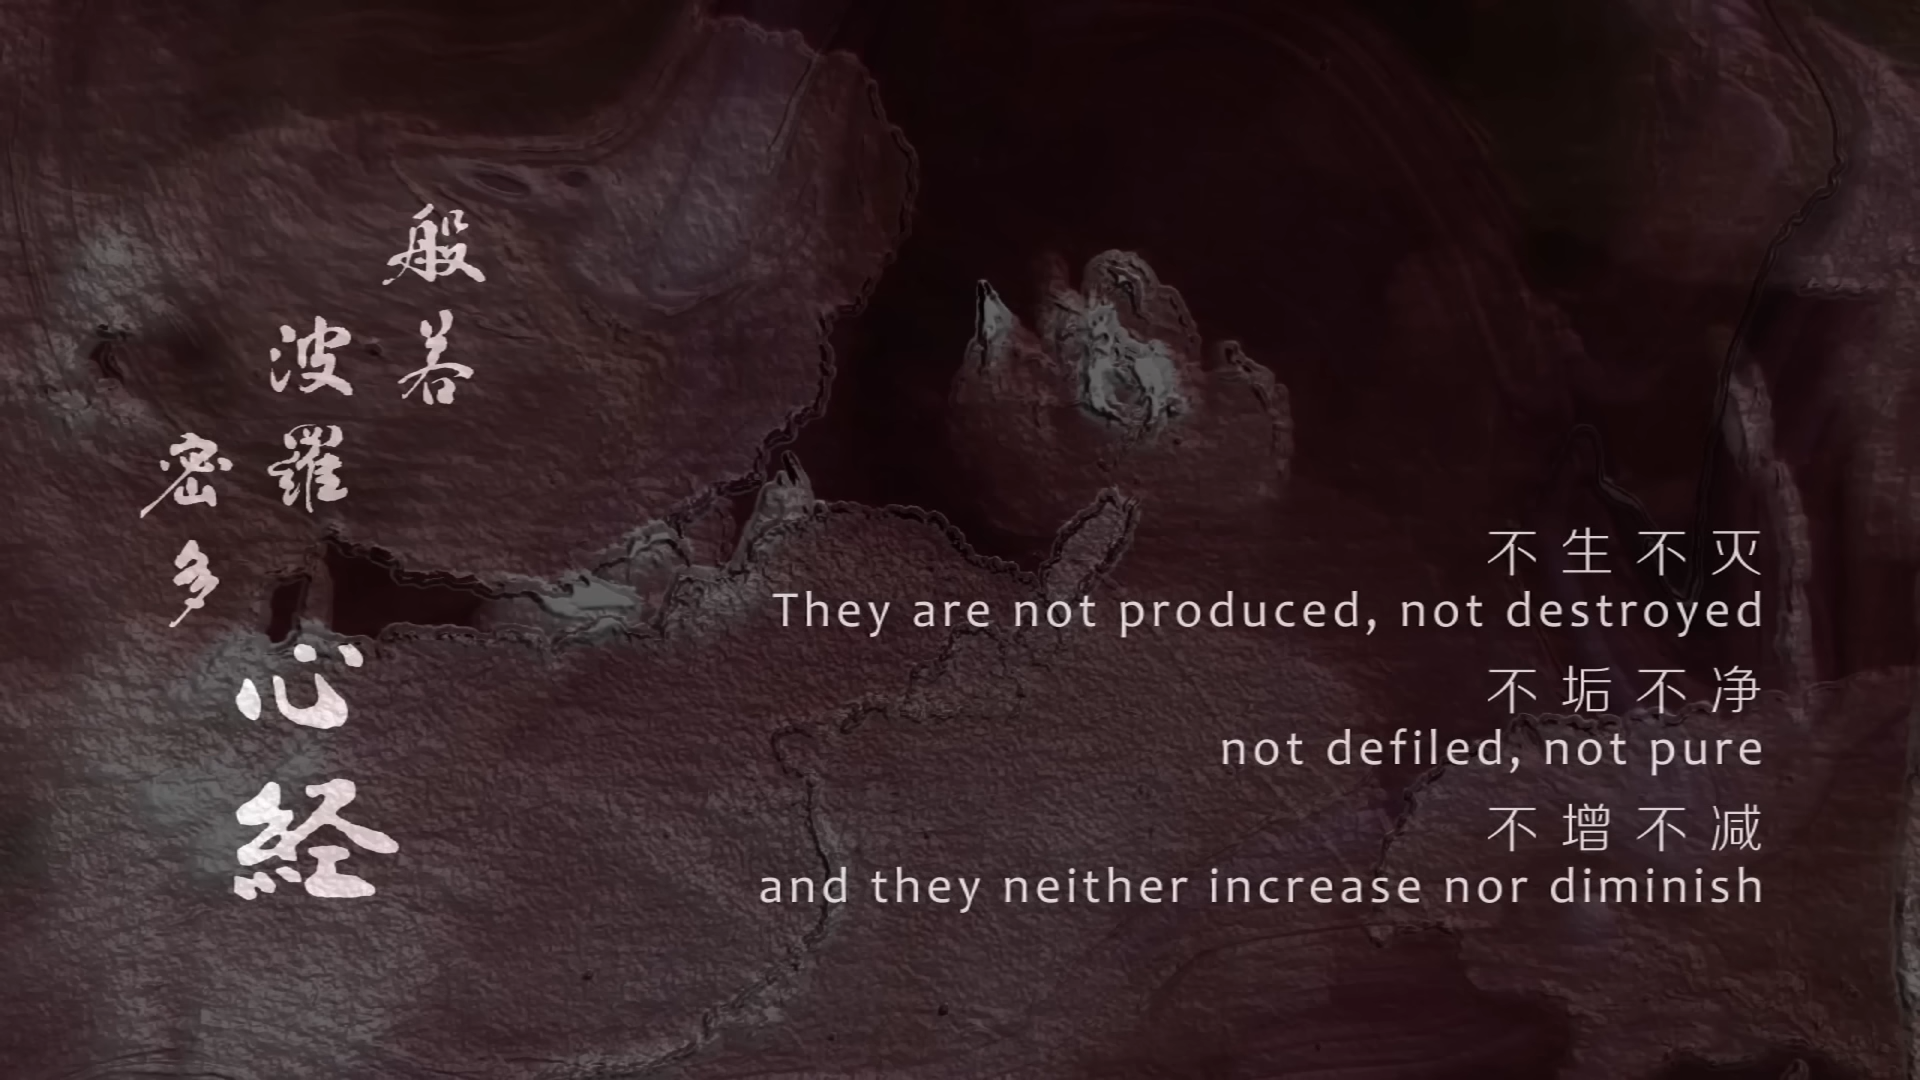 般若
波羅
密多
心経
不生不灭
They are not produced, not destroyed
不垢不净
not defiled, not pure
不增不减
and they neither increase nor diminish